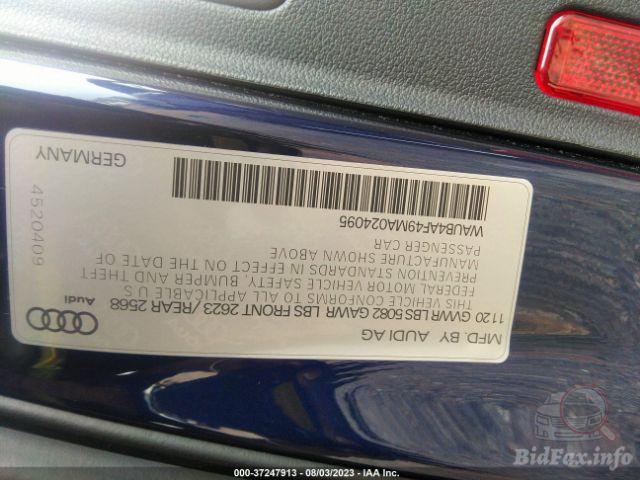 MFD. BY AUDI AG
1120 GVWR LBS 5082 GAWR LBS FRONT 2623 /REAR 2568
THIS VEHICLE CONFORMS TO ALL APPLICABLE U S
FEDERAL MOTOR VEHICLE SAFETY, BUMPER AND THEFT
PREVENTION STANDARDS IN EFFECT ON THE DATE OF
MANUFACTURE SHOWN ABOVE
PASSENGER CAR
WAUB4AF49MA024095
GERMANY
4520409
Audi
000-37247913 - 08/03/2023 - IAA Inc.
BidFax.info